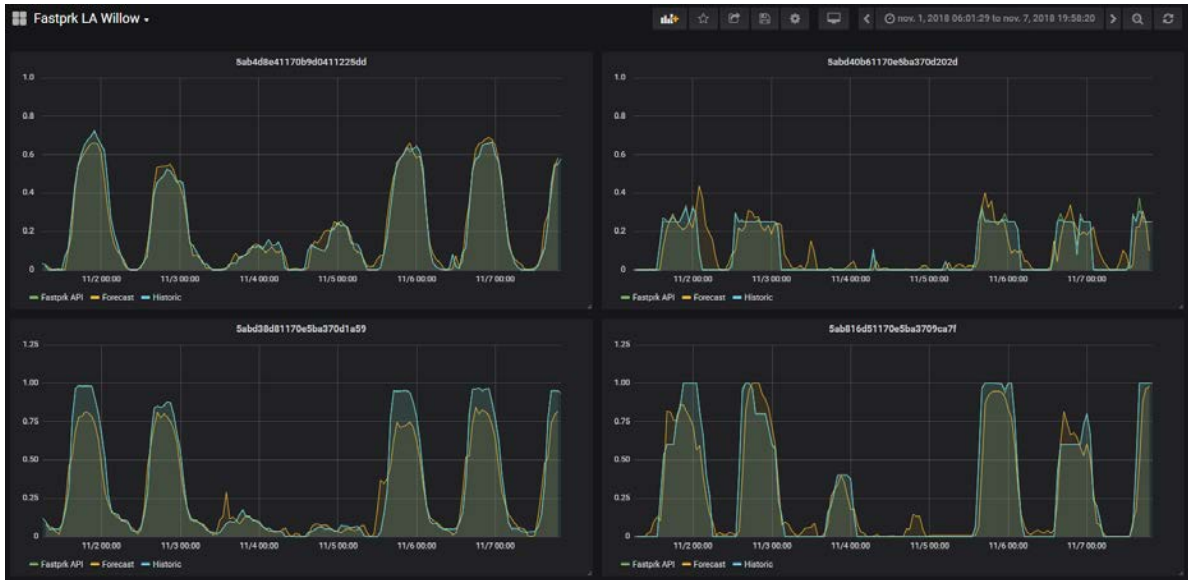 Fastprk LA Willow
nov. 1, 2018 06:01:29 to nov. 7, 2018 19:58:20
5ab4d8e41170b9d0411225dd
1.0
0.8
0.6
0.4
0.2
0
11/2 00:00 11/3 00:00 11/4 00:00 11/5 00:00 11/6 00:00 11/7 00:00
Fastprk API Forecast Historic
5abd40b61170e5ba370d202d
1.0
0.8
0.6
0.4
0.2
0
11/2 00:00 11/3 00:00 11/4 00:00 11/5 00:00 11/6 00:00 11/7 00:00
Fastprk API Forecast Historic
5abd38d81170e5ba370d1a59
1.25
1.00
0.75
0.50
0.25
0
11/2 00:00 11/3 00:00 11/4 00:00 11/5 00:00 11/6 00:00 11/7 00:00
Fastprk API Forecast Historic
5ab816d51170e5ba3709ca7f
1.25
1.00
0.75
0.50
0.25
0
11/2 00:00 11/3 00:00 11/4 00:00 11/5 00:00 11/6 00:00 11/7 00:00
Fastprk API Forecast Historic